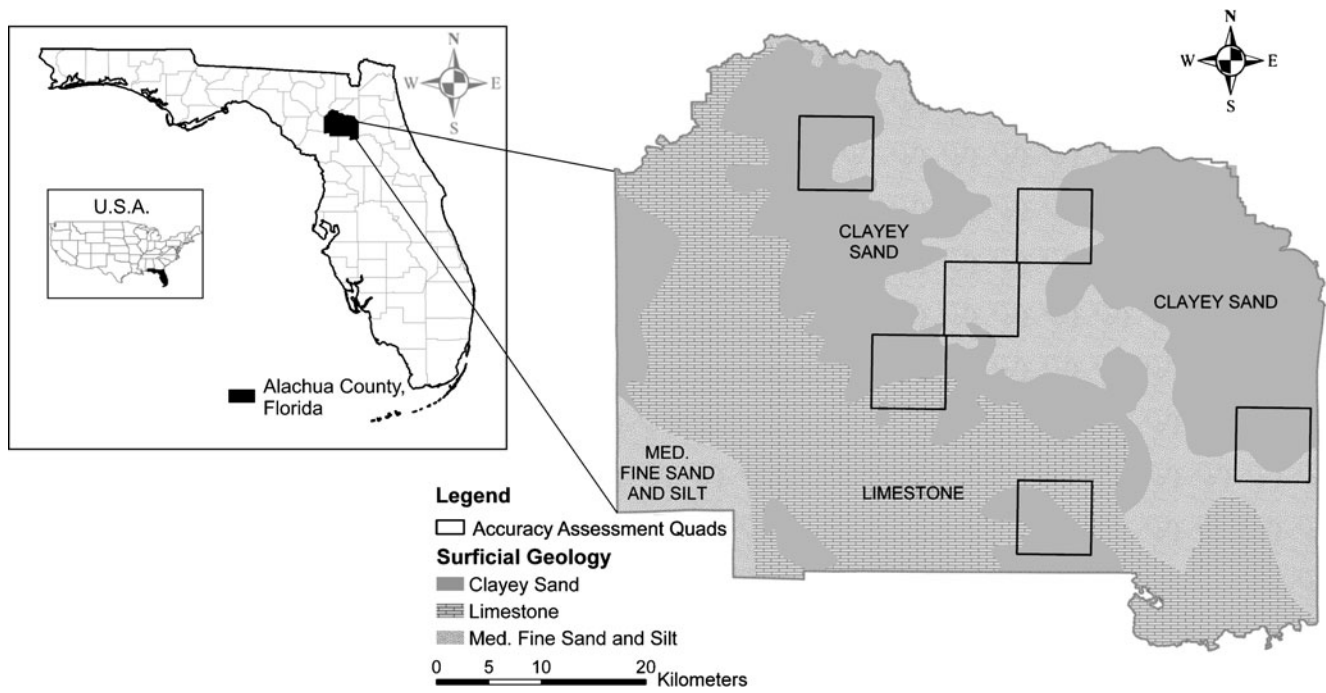 N
W E
S
U.S.A.
Alachua County,
Florida
N
W E
S
CLAYEY
SAND
CLAYEY SAND
MED.
FINE SAND
AND SILT
LIMESTONE
Legend
Accuracy Assessment Quads
Surficial Geology
Clayey Sand
Limestone
Med. Fine Sand and Silt
0 5 10 20
Kilometers